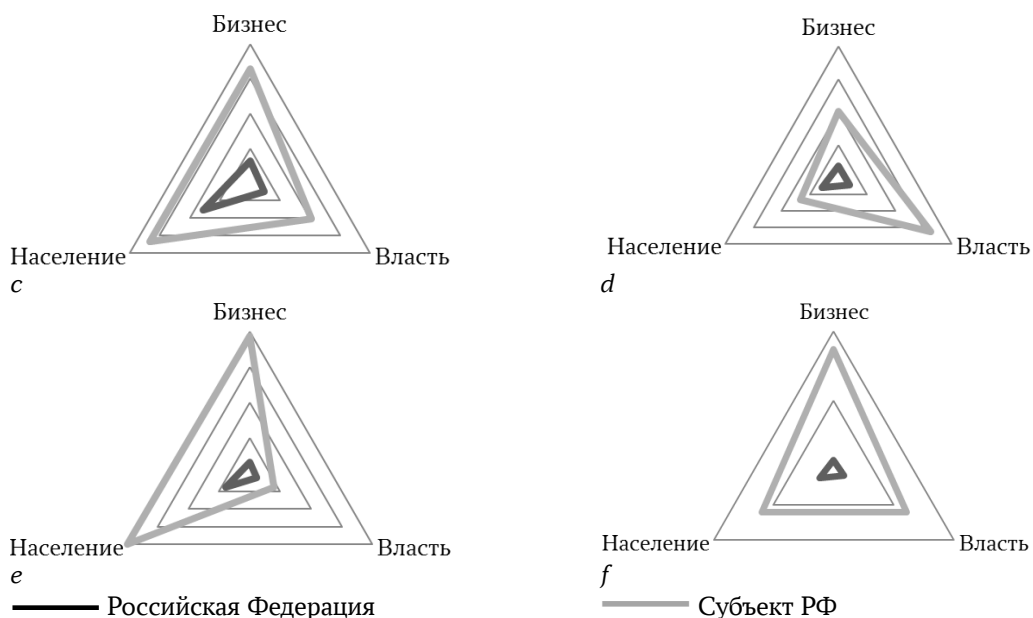 Бизнес
Население
Власть
c
Бизнес
Население
Власть
d
Бизнес
Население
Власть
e
Бизнес
Население
Власть
f
Российская Федерация
Субъект РФ